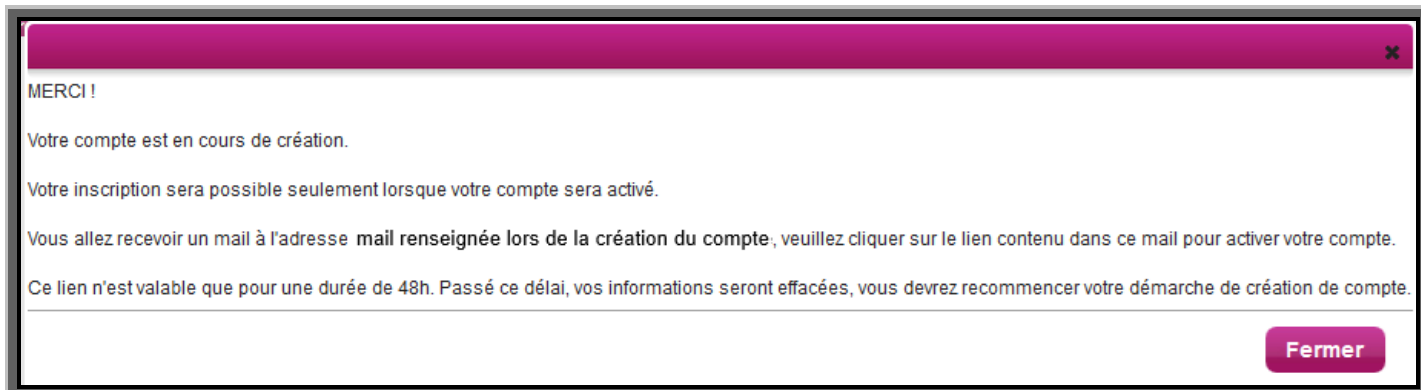 MERCI !
Votre compte est en cours de création.
Votre inscription sera possible seulement lorsque votre compte sera activé.
Vous allez recevoir un mail à l'adresse mail renseignée lors de la création du compte, veuillez cliquer sur le lien contenu dans ce mail pour activer votre compte.
Ce lien n'est valable que pour une durée de 48h. Passé ce délai, vos informations seront effacées, vous devrez recommencer votre démarche de création de compte.
Fermer